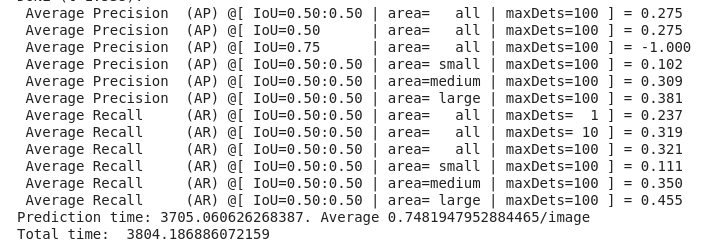 Average Precision  (AP) @[ IoU=0.50:0.50 | area=   all | maxDets=100 ] = 0.275
Average Precision  (AP) @[ IoU=0.50      | area=   all | maxDets=100 ] = 0.275
Average Precision  (AP) @[ IoU=0.75      | area=   all | maxDets=100 ] = -1.000
Average Precision  (AP) @[ IoU=0.50:0.50 | area= small | maxDets=100 ] = 0.102
Average Precision  (AP) @[ IoU=0.50:0.50 | area=medium | maxDets=100 ] = 0.309
Average Precision  (AP) @[ IoU=0.50:0.50 | area= large | maxDets=100 ] = 0.381
Average Recall     (AR) @[ IoU=0.50:0.50 | area=   all | maxDets=  1 ] = 0.237
Average Recall     (AR) @[ IoU=0.50:0.50 | area=   all | maxDets= 10 ] = 0.319
Average Recall     (AR) @[ IoU=0.50:0.50 | area=   all | maxDets=100 ] = 0.321
Average Recall     (AR) @[ IoU=0.50:0.50 | area= small | maxDets=100 ] = 0.111
Average Recall     (AR) @[ IoU=0.50:0.50 | area=medium | maxDets=100 ] = 0.350
Average Recall     (AR) @[ IoU=0.50:0.50 | area= large | maxDets=100 ] = 0.455
Prediction time: 3705.060626268387. Average 0.7481947952884465/image
Total time:  3804.186886072159